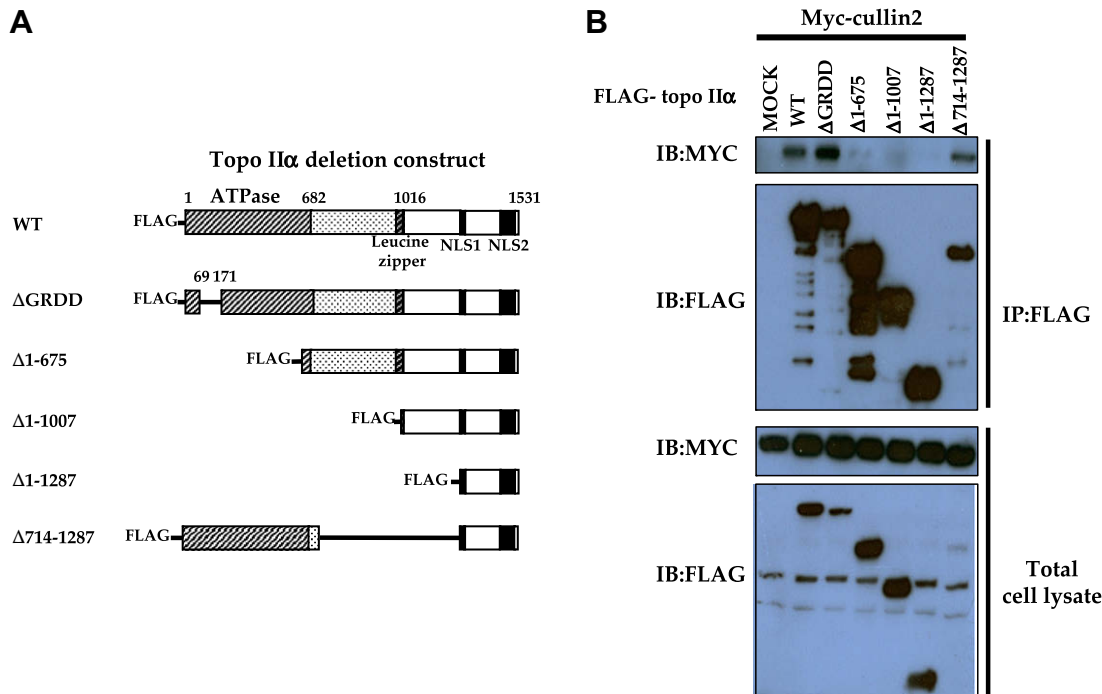 A
Topo IIα deletion construct
1 ATPase 682 1016 1531
WT FLAG
Leucine zipper
NLS1 NLS2
69 171
ΔGRDD FLAG
Δ1-675 FLAG
Δ1-1007 FLAG
Δ1-1287 FLAG
Δ714-1287 FLAG
B
Myc-cullin2
FLAG- topo IIα
MOCK
WT
ΔGRDD
Δ1-675
Δ1-1007
Δ1-1287
Δ714-1287
IB:MYC
IB:FLAG
IP:FLAG
IB:MYC
IB:FLAG
Total
cell lysate